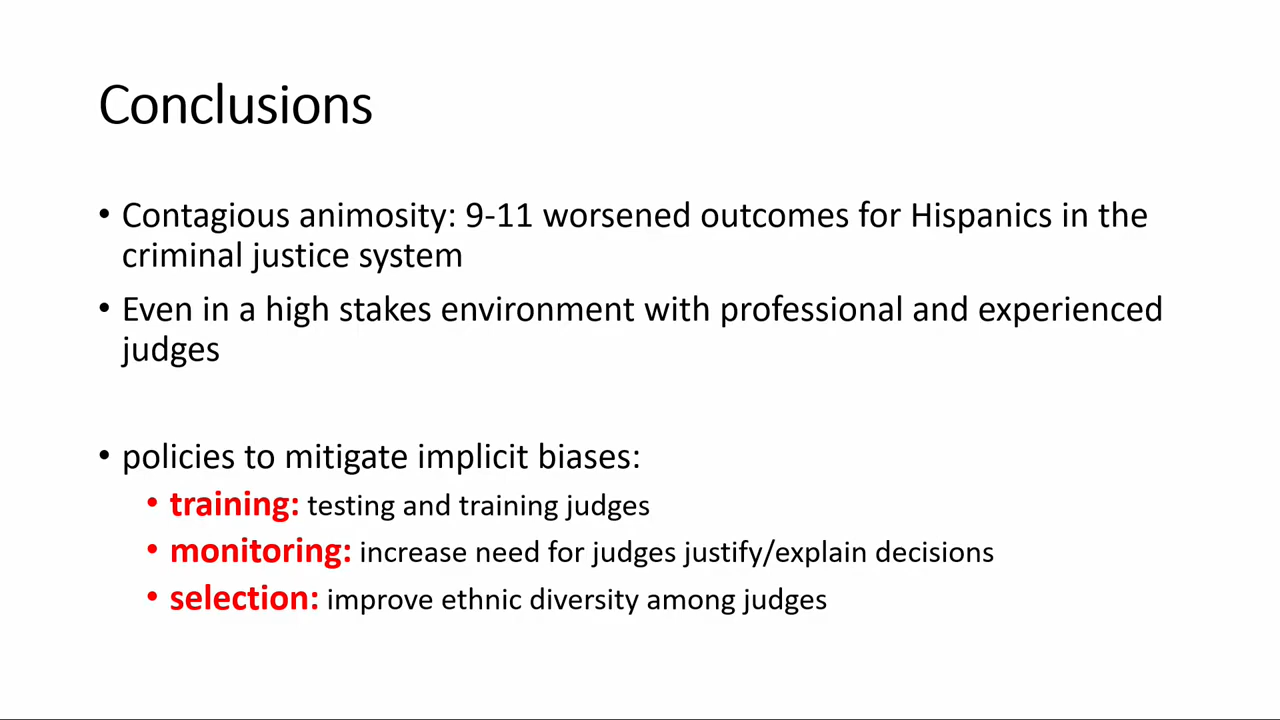 Conclusions
• Contagious animosity: 9-11 worsened outcomes for Hispanics in the
criminal justice system
• Even in a high stakes environment with professional and experienced
judges
• policies to mitigate implicit biases:
• training: testing and training judges
• monitoring: increase need for judges justify/explain decisions
• selection: improve ethnic diversity among judges